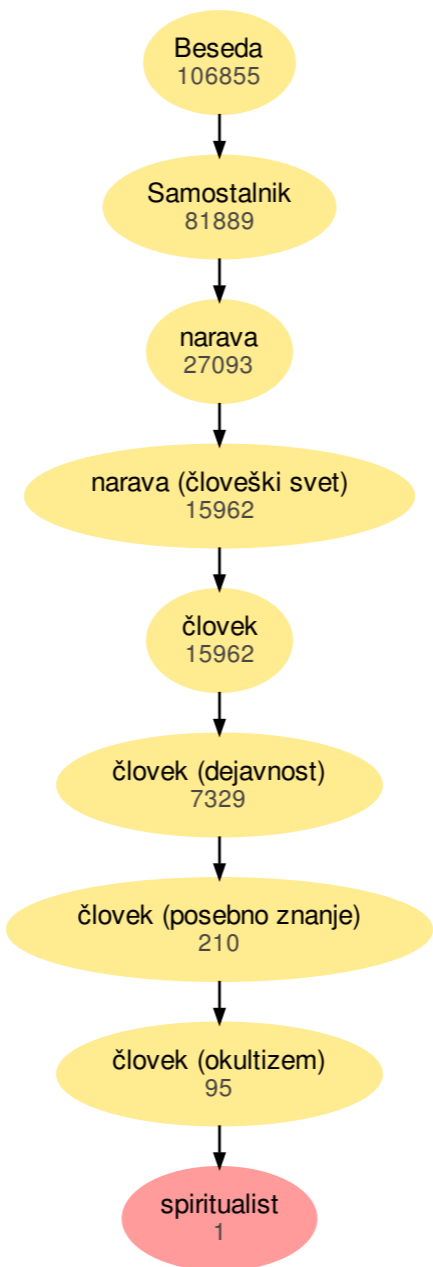 Beseda
106855
Samostalnik
81889
narava
27093
narava (človeški svet)
15962
človek
15962
človek (dejavnost)
7329
človek (posebno znanje)
210
človek (okultizem)
95
spiritualist
1